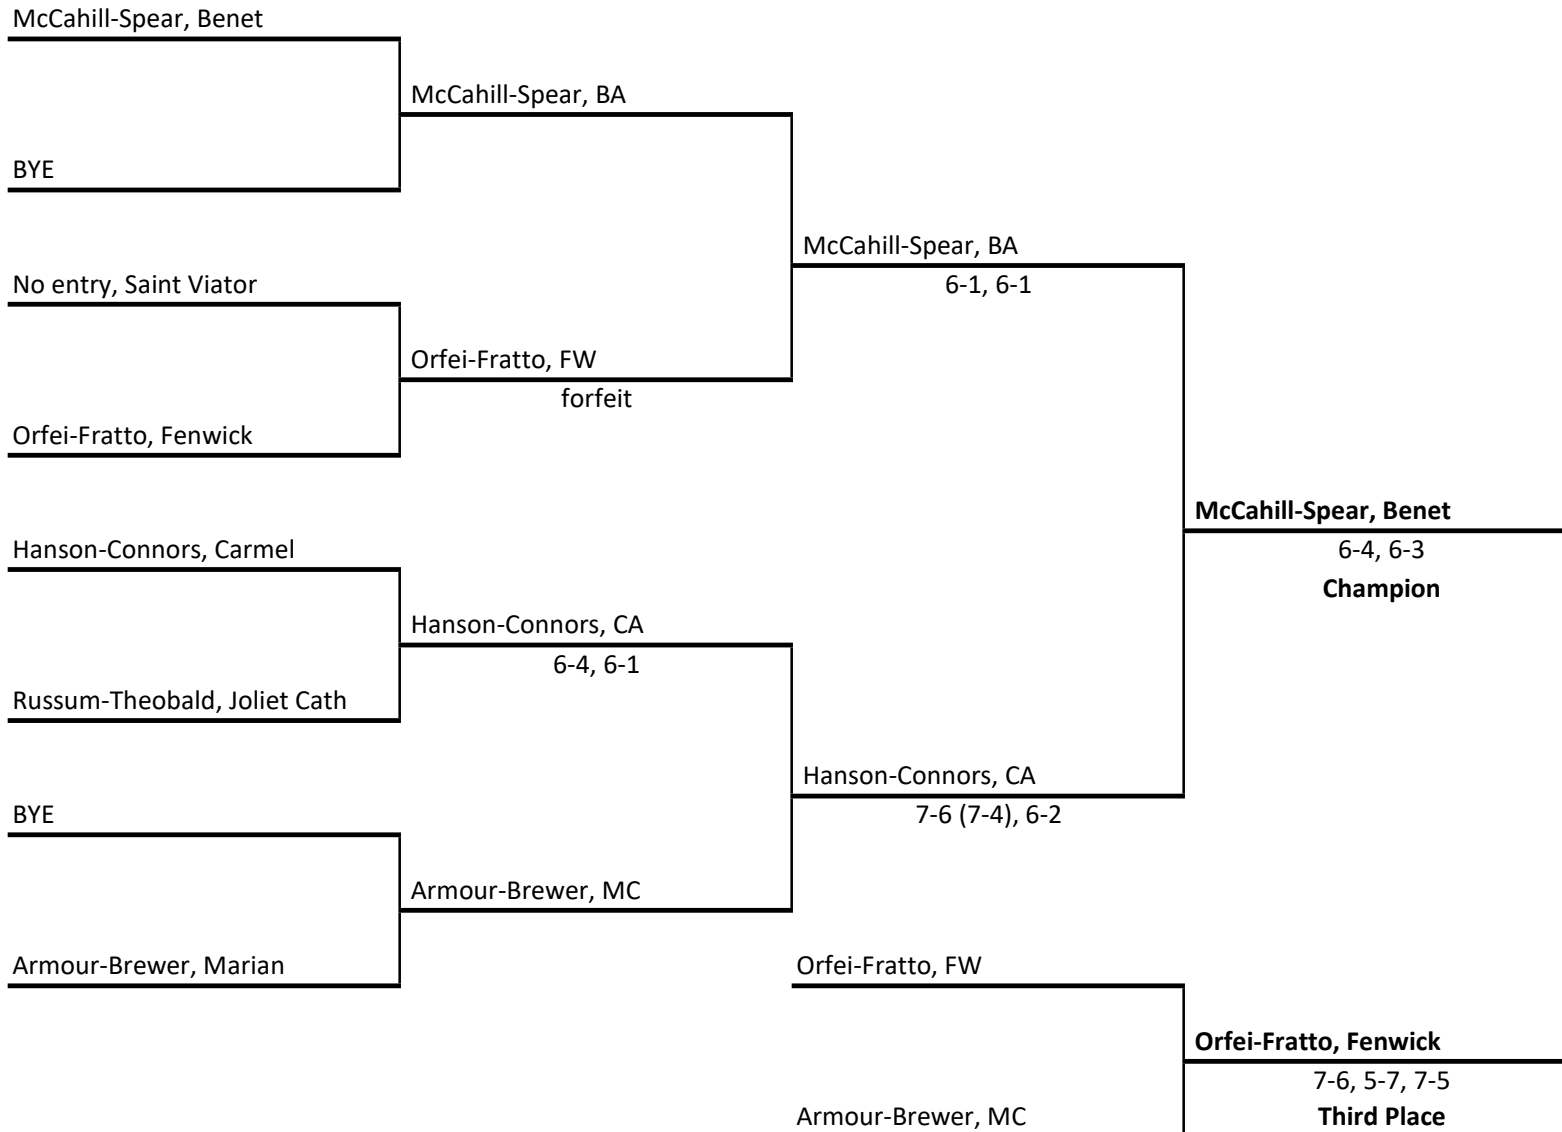 McCahill-Spear, Benet
McCahill-Spear, BA
BYE
McCahill-Spear, BA
6-1, 6-1
No entry, Saint Viator
Orfei-Fratto, FW
forfeit
Orfei-Fratto, Fenwick
McCahill-Spear, Benet
6-4, 6-3
Champion
Hanson-Connors, Carmel
Hanson-Connors, CA
6-4, 6-1
Russum-Theobald, Joliet Cath
Hanson-Connors, CA
7-6 (7-4), 6-2
BYE
Armour-Brewer, MC
Armour-Brewer, Marian
Orfei-Fratto, FW
Orfei-Fratto, Fenwick
7-6, 5-7, 7-5
Third Place
Armour-Brewer, MC